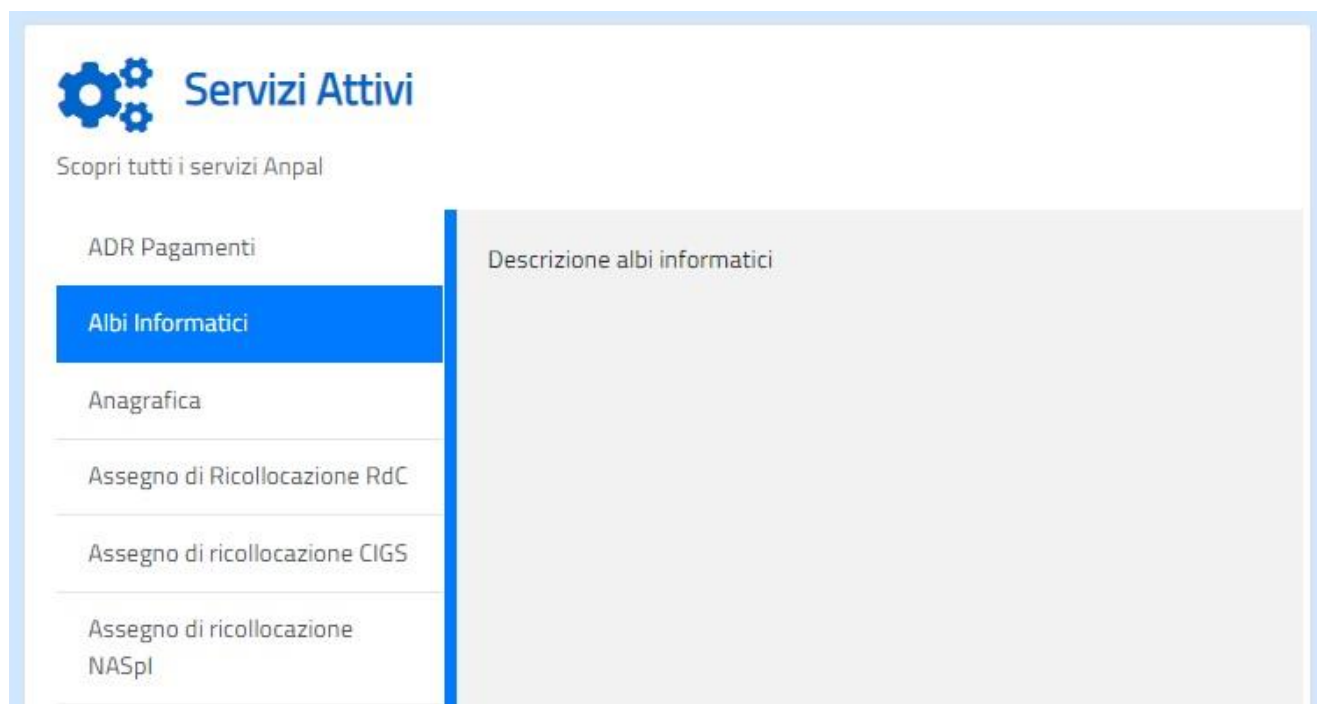 Servizi Attivi
Scopri tutti i servizi Anpal
ADR Pagamenti
Descrizione albi informatici
Albi Informatici
Anagrafica
Assegno di Ricollocazione RdC
Assegno di ricollocazione CIGS
Assegno di ricollocazione
NASpI